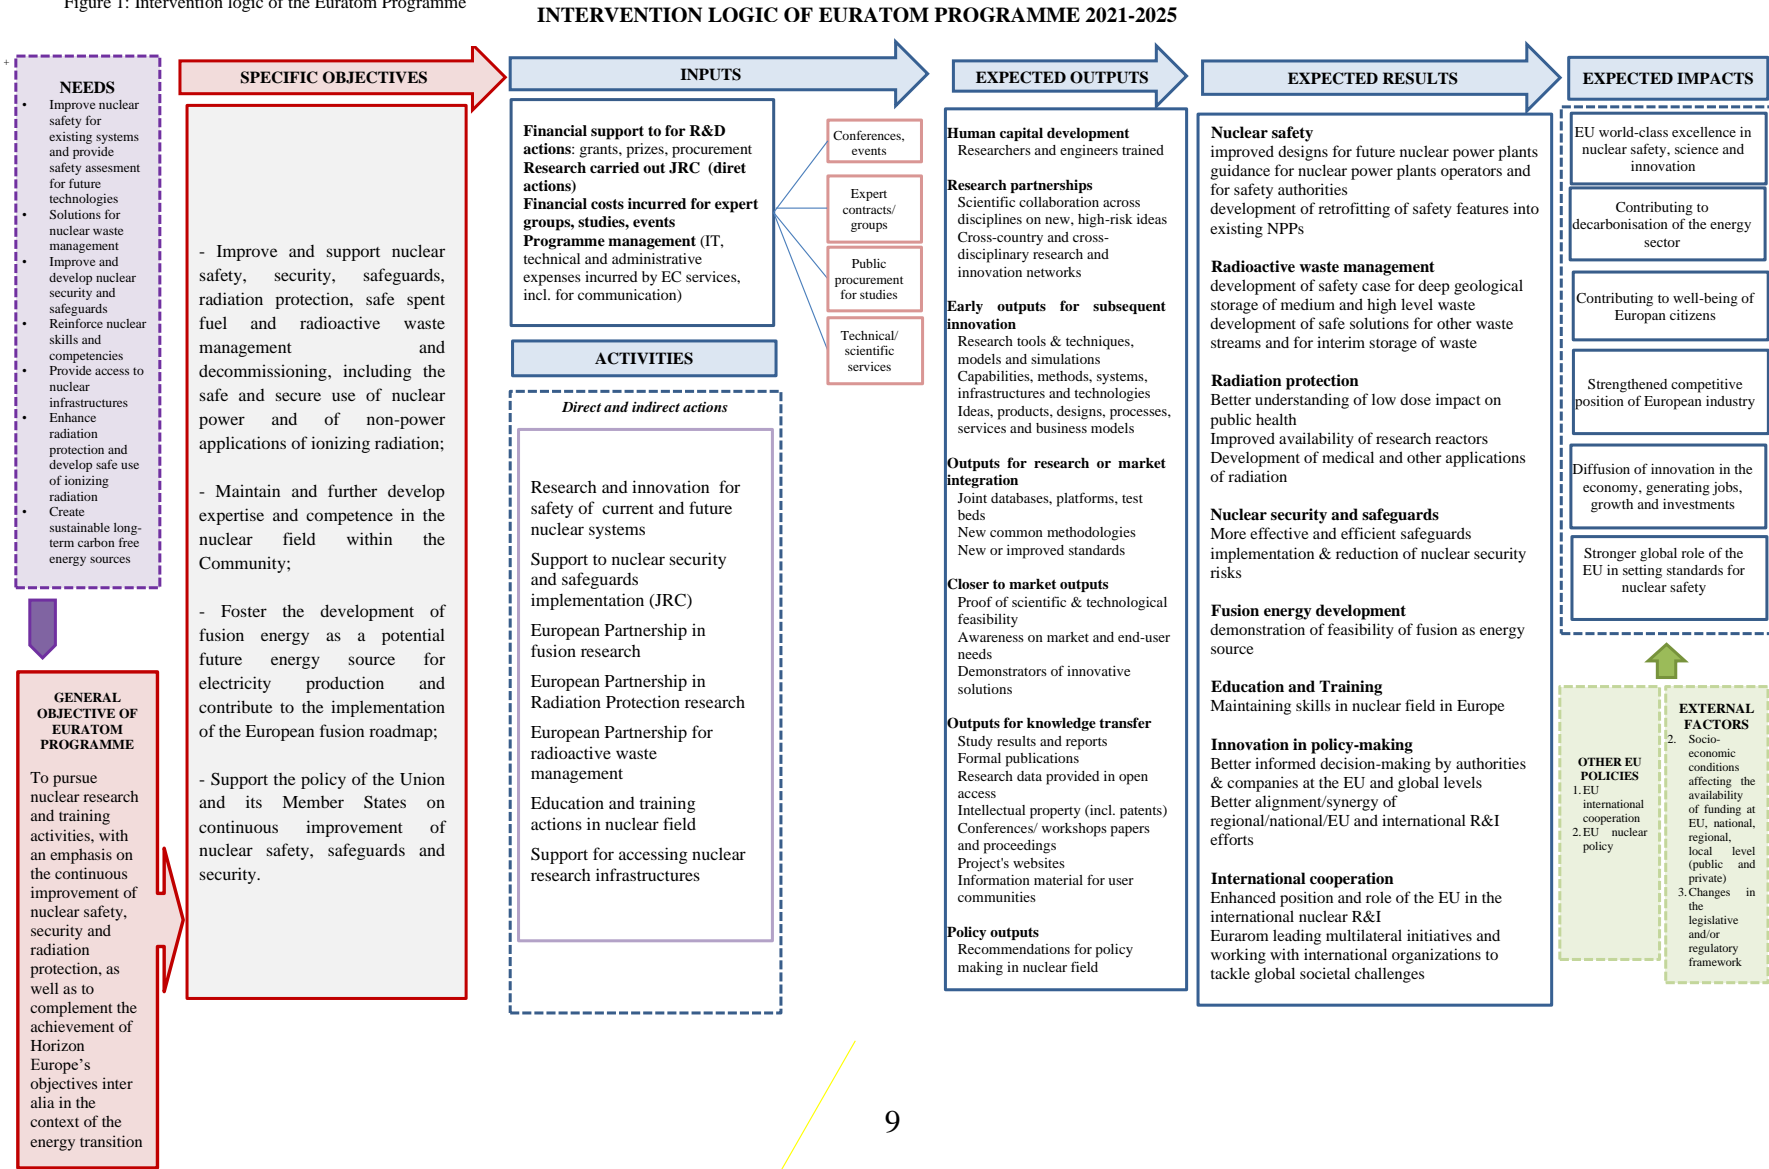 Figure 1: Intervention logic of the Euratom Programme
INTERVENTION LOGIC OF EURATOM PROGRAMME 2021-2025
+
NEEDS
• Improve nuclear
safety for
existing systems
and provide
safety assesment
for future
technologies
• Solutions for
nuclear waste
management
• Improve and
develop nuclear
security and
safeguards
• Reinforce nuclear
skills and
competencies
• Provide access to
nuclear
infrastructures
• Enhance
radiation
protection and
develop safe use
of ionizing
radiation
• Create
sustainable long-
term carbon free
energy sources
GENERAL
OBJECTIVE OF
EURATOM
PROGRAMME
To pursue
nuclear research
and training
activities, with
an emphasis on
the continuous
improvement of
nuclear safety,
security and
radiation
protection, as
well as to
complement the
achievement of
Horizon
Europe’s
objectives inter
alia in the
context of the
energy transition
SPECIFIC OBJECTIVES
- Improve and support nuclear
safety, security, safeguards,
radiation protection, safe spent
fuel and radioactive waste
management and
decommissioning, including the
safe and secure use of nuclear
power and of non-power
applications of ionizing radiation;
- Maintain and further develop
expertise and competence in the
nuclear field within the
Community;
- Foster the development of
fusion energy as a potential
future energy source for
electricity production and
contribute to the implementation
of the European fusion roadmap;
- Support the policy of the Union
and its Member States on
continuous improvement of
nuclear safety, safeguards and
security.
INPUTS
Financial support to for R&D
actions: grants, prizes, procurement
Research carried out JRC (diret
actions)
Financial costs incurred for expert
groups, studies, events
Programme management (IT,
technical and administrative
expenses incurred by EC services,
incl. for communication)
Conferences,
events
Expert
contracts/
groups
Public
procurement
for studies
Technical/
scientific
services
ACTIVITIES
Direct and indirect actions
Research and innovation for
safety of current and future
nuclear systems
Support to nuclear security
and safeguards
implementation (JRC)
European Partnership in
fusion research
European Partnership in
Radiation Protection research
European Partnership for
radioactive waste
management
Education and training
actions in nuclear field
Support for accessing nuclear
research infrastructures
EXPECTED OUTPUTS
Human capital development
Researchers and engineers trained
Research partnerships
Scientific collaboration across
disciplines on new, high-risk ideas
Cross-country and cross-
disciplinary research and
innovation networks
Early outputs for subsequent
innovation
Research tools & techniques,
models and simulations
Capabilities, methods, systems,
infrastructures and technologies
Ideas, products, designs, processes,
services and business models
Outputs for research or market
integration
Joint databases, platforms, test
beds
New common methodologies
New or improved standards
Closer to market outputs
Proof of scientific & technological
feasibility
Awareness on market and end-user
needs
Demonstrators of innovative
solutions
Outputs for knowledge transfer
Study results and reports
Formal publications
Research data provided in open
access
Intellectual property (incl. patents)
Conferences/ workshops papers
and proceedings
Project's websites
Information material for user
communities
Policy outputs
Recommendations for policy
making in nuclear field
EXPECTED RESULTS
Nuclear safety
improved designs for future nuclear power plants
guidance for nuclear power plants operators and
for safety authorities
development of retrofitting of safety features into
existing NPPs
Radioactive waste management
development of safety case for deep geological
storage of medium and high level waste
development of safe solutions for other waste
streams and for interim storage of waste
Radiation protection
Better understanding of low dose impact on
public health
Improved availability of research reactors
Development of medical and other applications
of radiation
Nuclear security and safeguards
More effective and efficient safeguards
implementation & reduction of nuclear security
risks
Fusion energy development
demonstration of feasibility of fusion as energy
source
Education and Training
Maintaining skills in nuclear field in Europe
Innovation in policy-making
Better informed decision-making by authorities
& companies at the EU and global levels
Better alignment/synergy of
regional/national/EU and international R&I
efforts
International cooperation
Enhanced position and role of the EU in the
international nuclear R&I
Eurarom leading multilateral initiatives and
working with international organizations to
tackle global societal challenges
EXPECTED IMPACTS
EU world-class excellence in
nuclear safety, science and
innovation
Contributing to
decarbonisation of the energy
sector
Contributing to well-being of
Europan citizens
Strengthened competitive
position of European industry
Diffusion of innovation in the
economy, generating jobs,
growth and investments
Stronger global role of the
EU in setting standards for
nuclear safety
OTHER EU
POLICIES
1. EU
international
cooperation
2. EU nuclear
policy
EXTERNAL
FACTORS
2. Socio-
economic
conditions
affecting the
availability
of funding at
EU, national,
regional,
local level
(public and
private)
3. Changes in
the
legislative
and/or
regulatory
framework
9